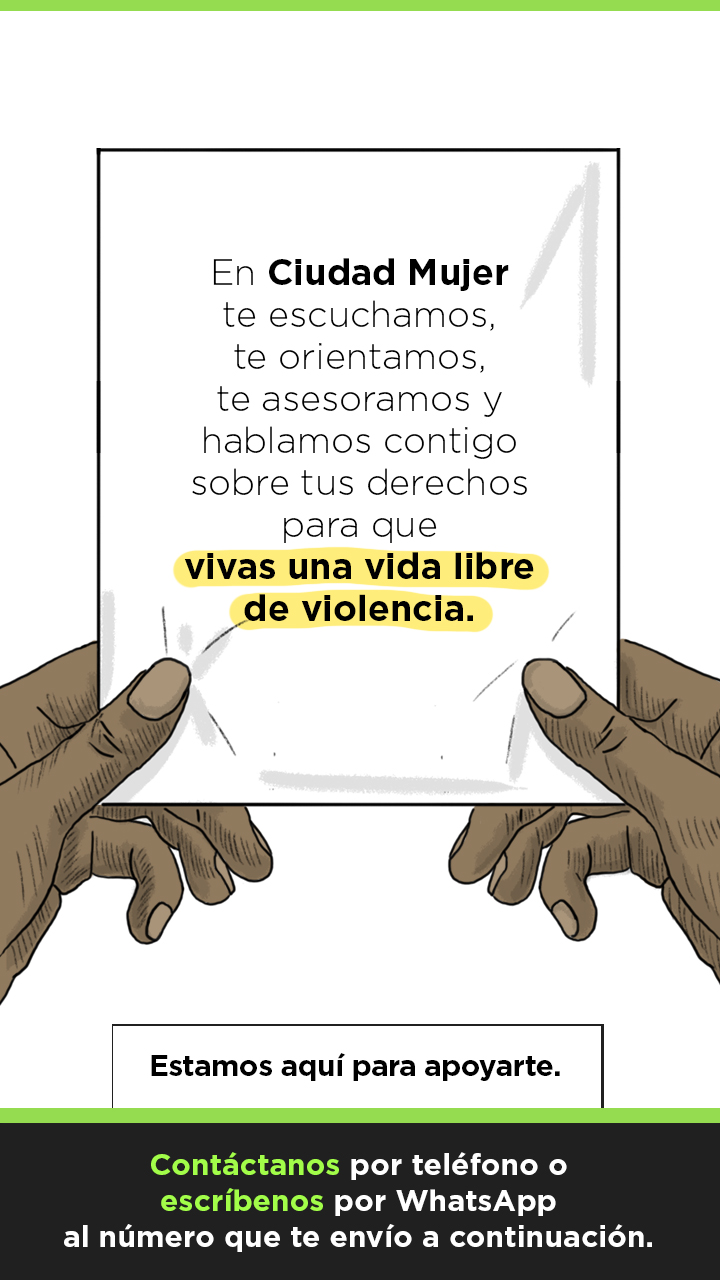 En Ciudad Mujer
te escuchamos,
te orientamos,
te asesoramos y
hablamos contigo
sobre tus derechos
para que
vivas una vida libre
de violencia.
Estamos aquí para apoyarte.
Contáctanos por teléfono o
escríbenos por WhatsApp
al número que te envío a continuación.